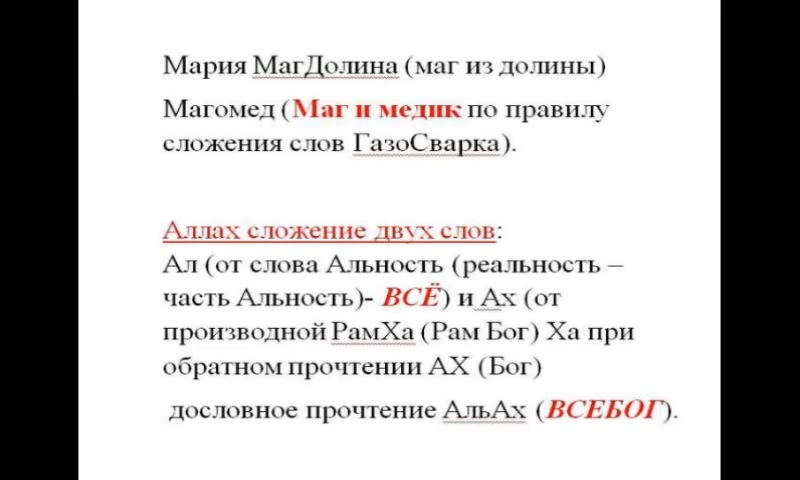 Мария МагДолина (маг из долины)
Магомед (Маг и медик по правилу
сложения слов ГазоСварка).
Аллах сложение двух слов:
Ал (от слова Альность (реальность –
часть Альность)- ВСЁ) и Ах (от
производной РамХа (Рам Бог) Ха при
обратном прочтении АХ (Бог)
дословное прочтение АльАх (ВСЕБОГ).